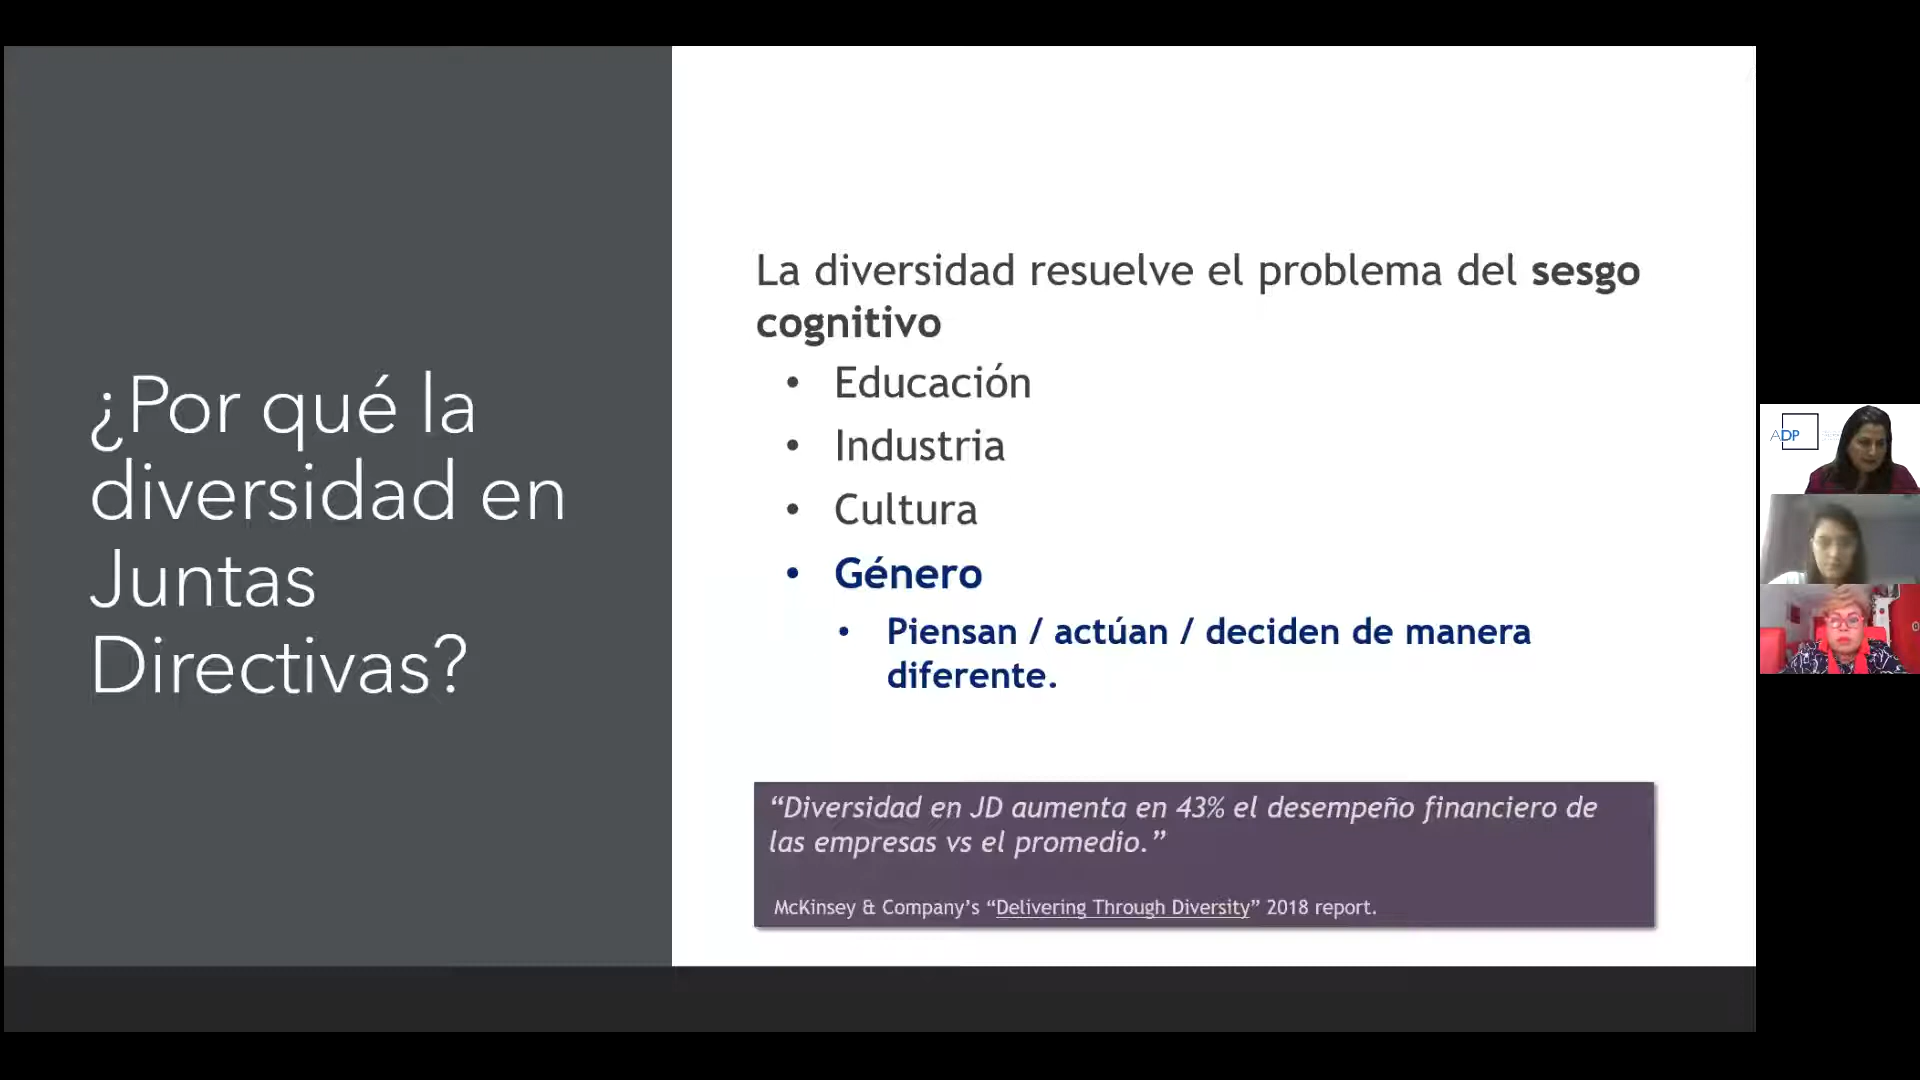 ¿Por qué la
diversidad en
Juntas
Directivas?
La diversidad resuelve el problema del sesgo
cognitivo
• Educación
• Industria
• Cultura
• Género
• Piensan / actúan / deciden de manera
diferente.
“Diversidad en JD aumenta en 43% el desempeño financiero de
las empresas vs el promedio.”
McKinsey & Company’s “Delivering Through Diversity” 2018 report.
ADP